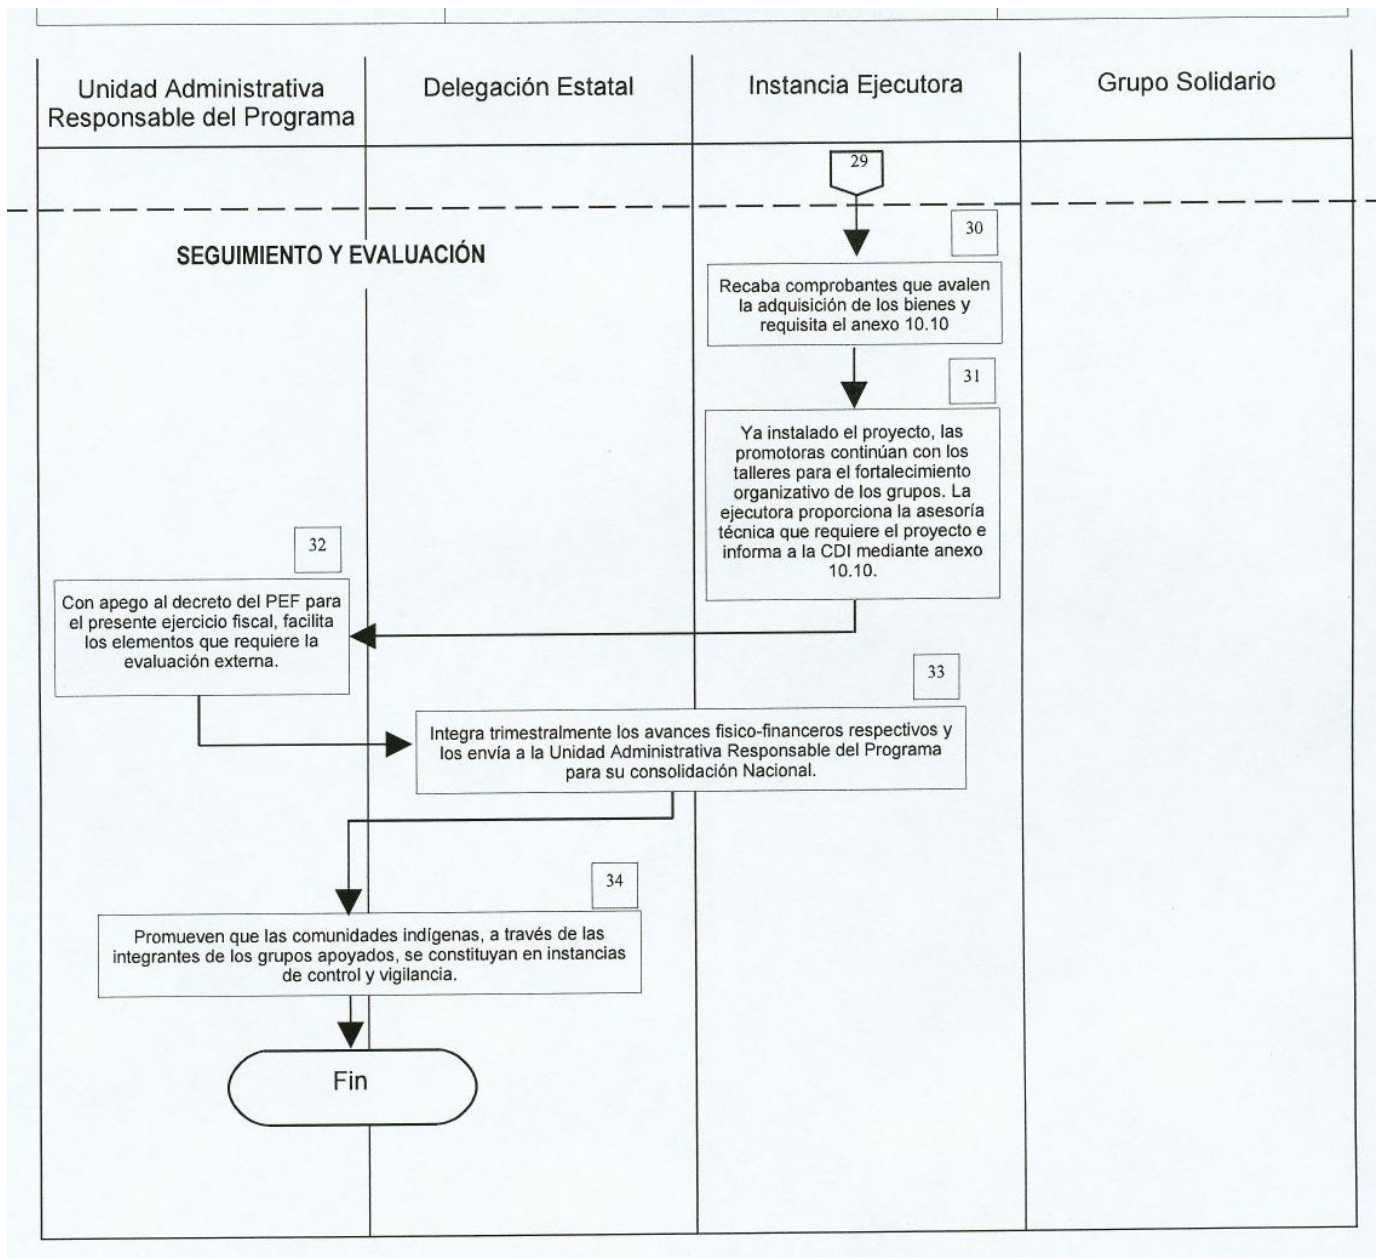 Unidad Administrativa
Responsable del Programa
Delegación Estatal
Instancia Ejecutora
Grupo Solidario
29
SEGUIMIENTO Y EVALUACIÓN
30
Recaba comprobantes que avalen
la adquisición de los bienes y
requisita el anexo 10.10
31
Ya instalado el proyecto, las
promotoras continúan con los
talleres para el fortalecimiento
organizativo de los grupos. La
ejecutora proporciona la asesoría
técnica que requiere el proyecto e
informa a la CDI mediante anexo
10.10.
32
Con apego al decreto del PEF para
el presente ejercicio fiscal, facilita
los elementos que requiere la
evaluación externa.
33
Integra trimestralmente los avances fisico-financeros respectivos y
los envía a la Unidad Administrativa Responsable del Programa
para su consolidación Nacional.
34
Promueven que las comunidades indígenas, a través de las
integrantes de los grupos apoyados, se constituyan en instancias
de control y vigilancia.
Fin